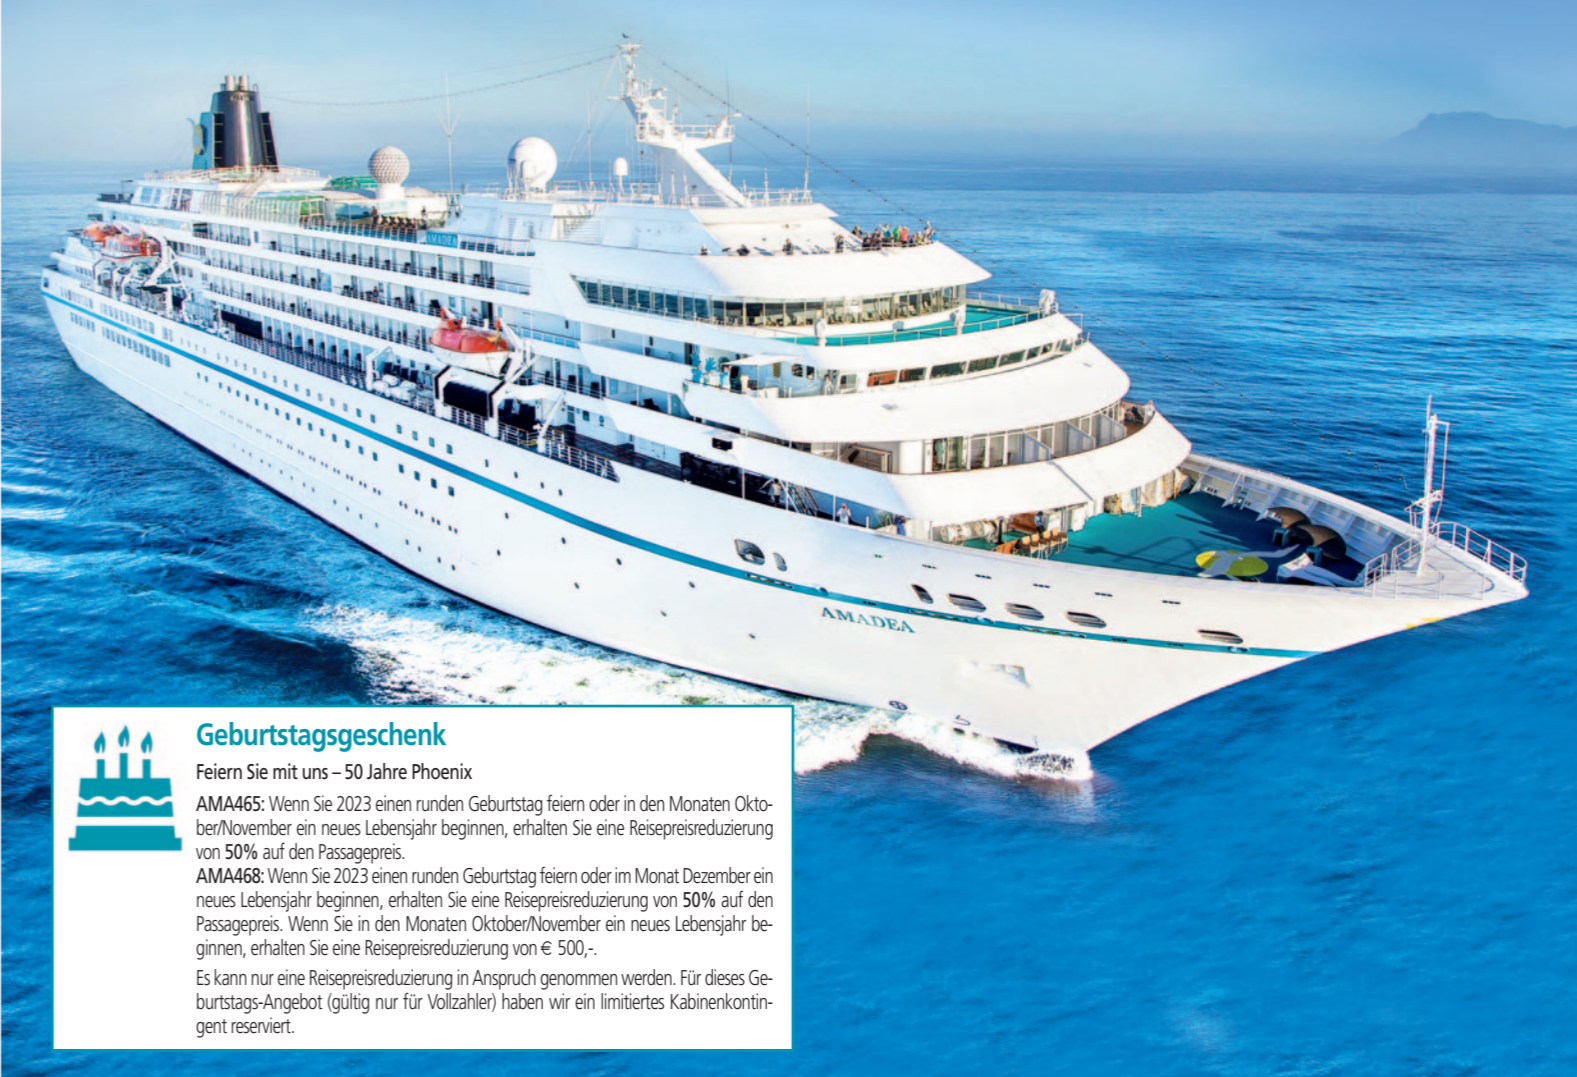 AMADEA
AMADEA
Geburtstagsgeschenk
Feiern Sie mit uns – 50 Jahre Phoenix
AMA465: Wenn Sie 2023 einen runden Geburtstag feiern oder in den Monaten Okto-
ber/November ein neues Lebensjahr beginnen, erhalten Sie eine Reisepreisreduzierung
von 50% auf den Passagepreis.
AMA468: Wenn Sie 2023 einen runden Geburtstag feiern oder im Monat Dezember ein
neues Lebensjahr beginnen, erhalten Sie eine Reisepreisreduzierung von 50% auf den
Passagepreis. Wenn Sie in den Monaten Oktober/November ein neues Lebensjahr be-
ginnen, erhalten Sie eine Reisepreisreduzierung von € 500,-.
Es kann nur eine Reisepreisreduzierung in Anspruch genommen werden. Für dieses Ge-
burtstags-Angebot (gültig nur für Vollzahler) haben wir ein limitiertes Kabinenkontin-
gent reserviert.